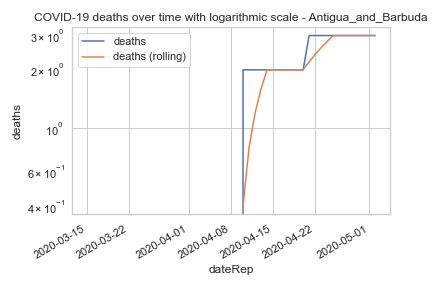 COVID-19 deaths over time with logarithmic scale - Antigua_and_Barbuda
deaths
deaths (rolling)
3 × 10⁰
2 × 10⁰
10⁰
6 × 10⁻¹
4 × 10⁻¹
deaths
2020-03-15
2020-03-22
2020-04-01
2020-04-08
2020-04-15
2020-04-22
2020-05-01
dateRep